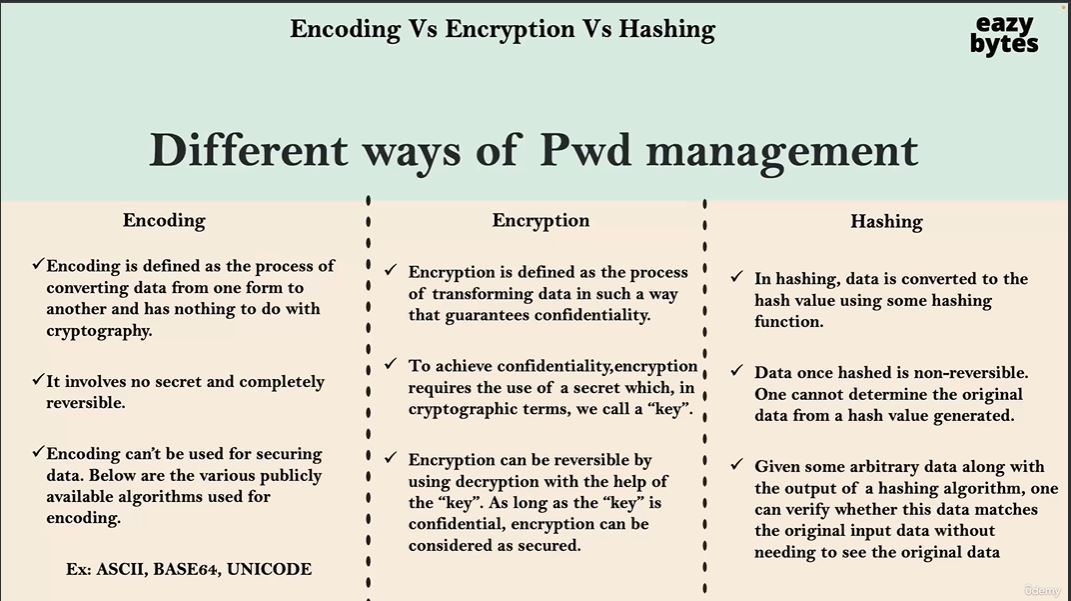 Encoding Vs Encryption Vs Hashing
eazy
bytes
Different ways of Pwd management
Encoding
✓Encoding is defined as the process of
converting data from one form to
another and has nothing to do with
cryptography.
✓It involves no secret and completely
reversible.
✓Encoding can't be used for securing
data. Below are the various publicly
available algorithms used for
encoding.
Ex: ASCII, BASE64, UNICODE
Encryption
✓ Encryption is defined as the process
of transforming data in such a way
that guarantees confidentiality.
✓ To achieve confidentiality,encryption
requires the use of a secret which, in
cryptographic terms, we call a “key”.
✓ Encryption can be reversible by
using decryption with the help of
the “key”. As long as the “key” is
confidential, encryption can be
considered as secured.
Hashing
✓ In hashing, data is converted to the
hash value using some hashing
function.
✓ Data once hashed is non-reversible.
One cannot determine the original
data from a hash value generated.
✓ Given some arbitrary data along with
the output of a hashing algorithm, one
can verify whether this data matches
the original input data without
needing to see the original data
ûdemy